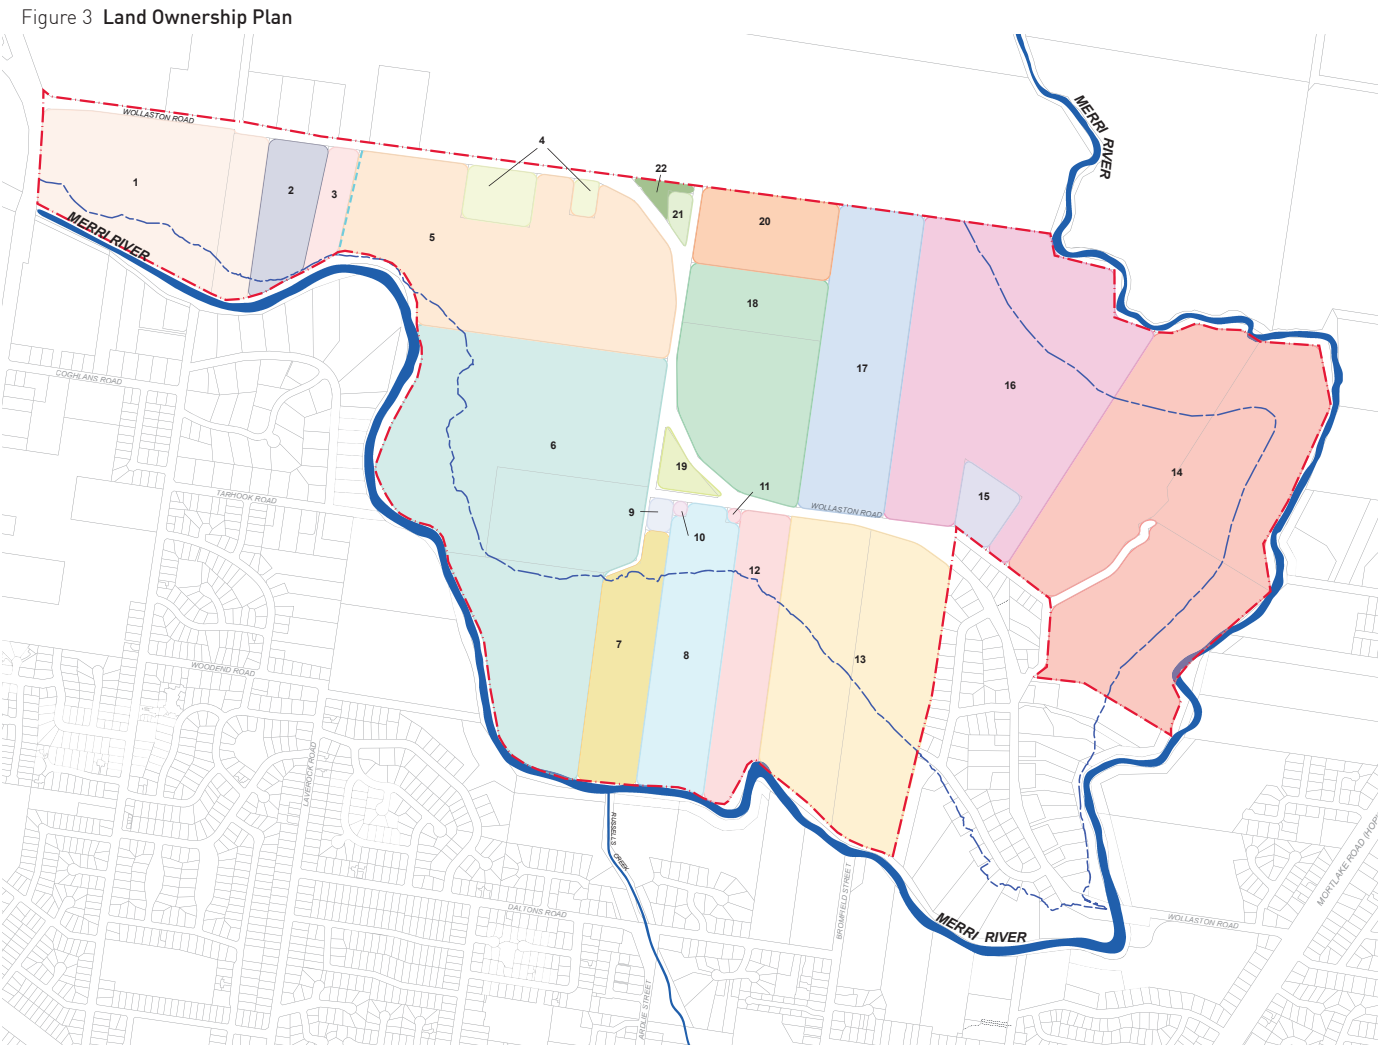 Figure 3 Land Ownership Plan
WOLLASTON ROAD
MERRI RIVER
4
22
1
2
3
5
21
20
MERRI RIVER
18
17
16
6
19
11
15
14
WOLLASTON ROAD
9
10
12
7
8
13
COGHLANS ROAD
TARHOOK ROAD
WOODEND ROAD
LAVEROCK ROAD
RUSSELLS
CREEK
DALTONS ROAD
BROMFIELD STREET
ARDLIE STREET
MERRI RIVER
WOLLASTON ROAD
MORTLAKE ROAD (HOP